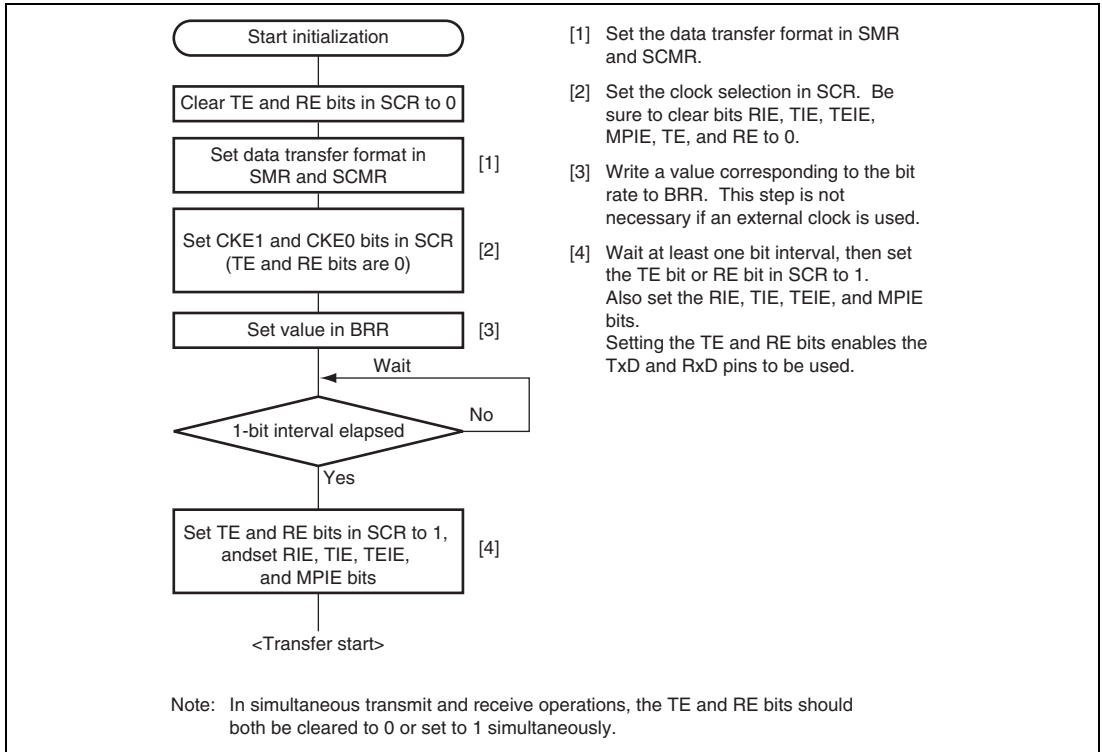 Start initialization
Clear TE and RE bits in SCR to 0
Set data transfer format in
SMR and SCMR
[1]
Set CKE1 and CKE0 bits in SCR
(TE and RE bits are 0)
[2]
Set value in BRR
[3]
Wait
No
1-bit interval elapsed
Yes
Set TE and RE bits in SCR to 1,
andset RIE, TIE, TEIE,
and MPIE bits
[4]
<Transfer start>
[1] Set the data transfer format in SMR
and SCMR.
[2] Set the clock selection in SCR. Be
sure to clear bits RIE, TIE, TEIE,
MPIE, TE, and RE to 0.
[3] Write a value corresponding to the bit
rate to BRR. This step is not
necessary if an external clock is used.
[4] Wait at least one bit interval, then set
the TE bit or RE bit in SCR to 1.
Also set the RIE, TIE, TEIE, and MPIE
bits.
Setting the TE and RE bits enables the
TxD and RxD pins to be used.
Note: In simultaneous transmit and receive operations, the TE and RE bits should
both be cleared to 0 or set to 1 simultaneously.